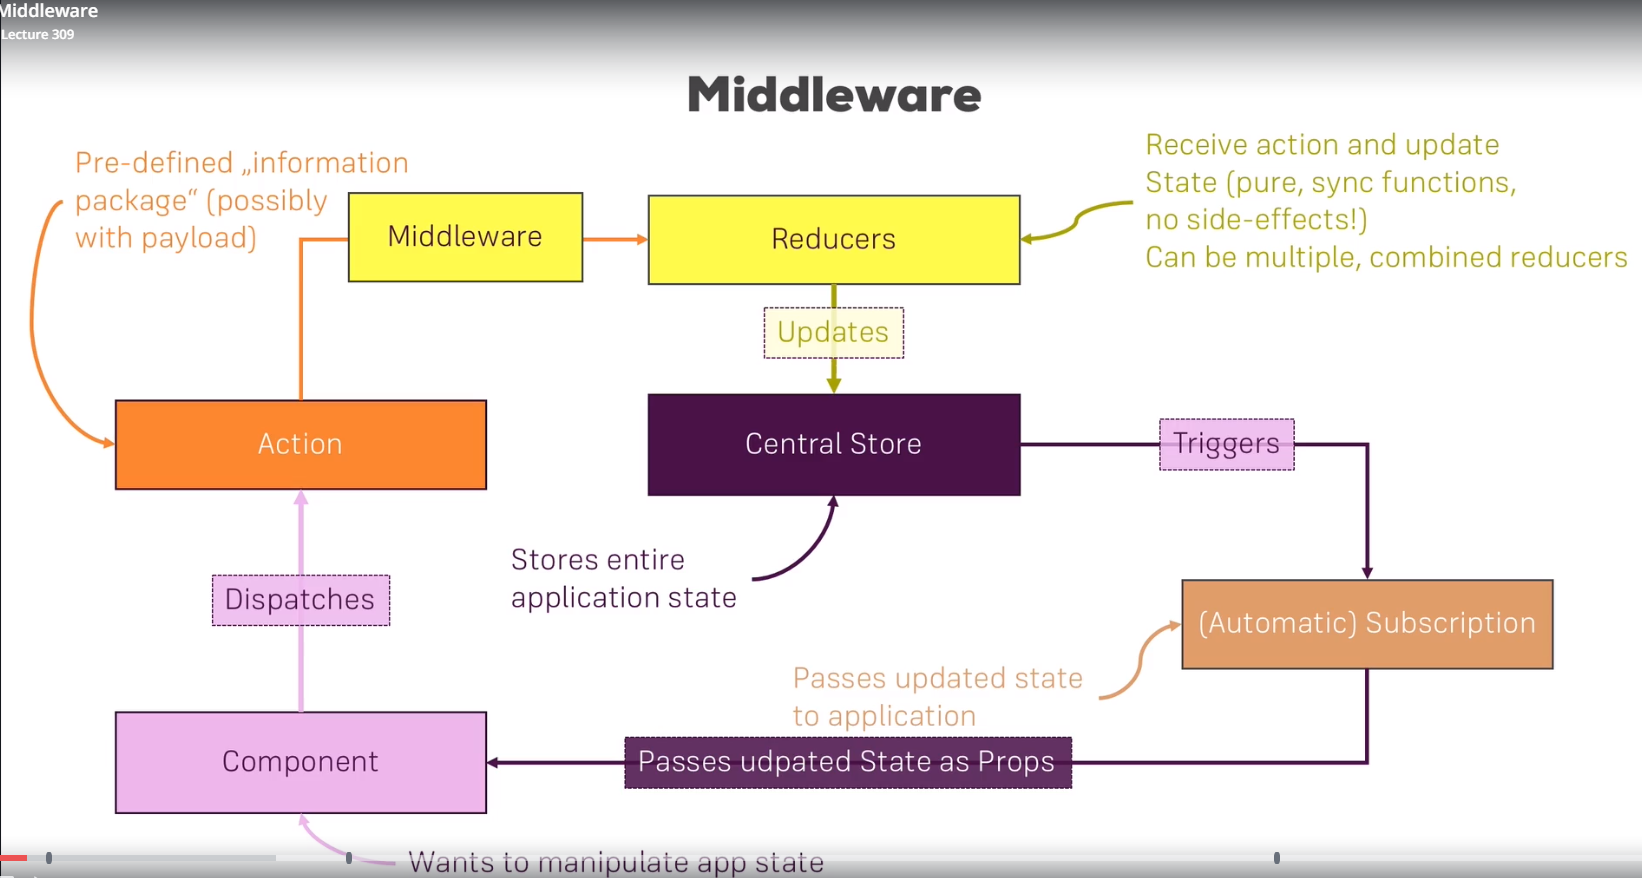 Middleware
Lecture 309
Middleware
Pre-defined „information
package“ (possibly
with payload)
Middleware
Reducers
Receive action and update
State (pure, sync functions,
no side-effects!)
Can be multiple, combined reducers
Updates
Action
Central Store
Triggers
Stores entire
application state
Dispatches
(Automatic) Subscription
Passes updated state
to application
Component
Passes udpated State as Props
Wants to manipulate app state